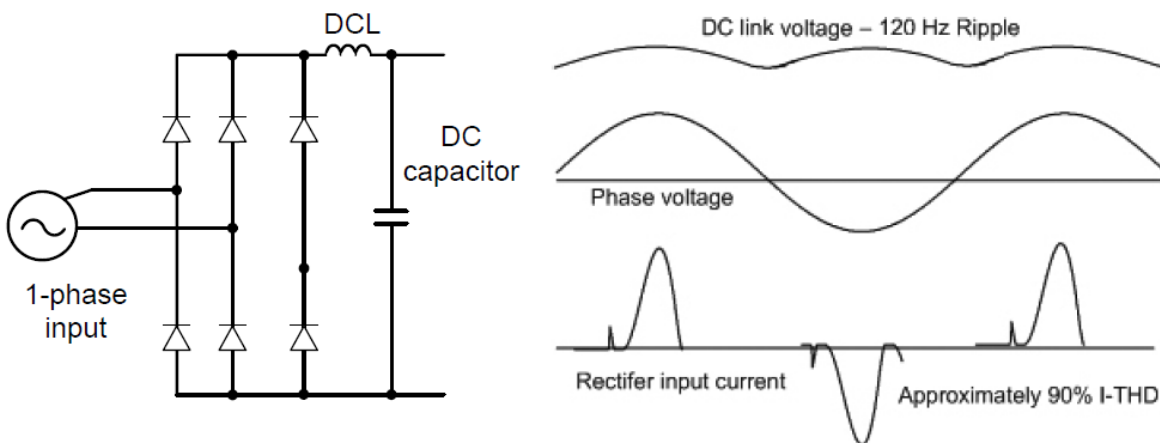 DCL
DC
capacitor
1-phase
input
DC link voltage – 120 Hz Ripple
Phase voltage
Rectifer input current
Approximately 90% I-THD